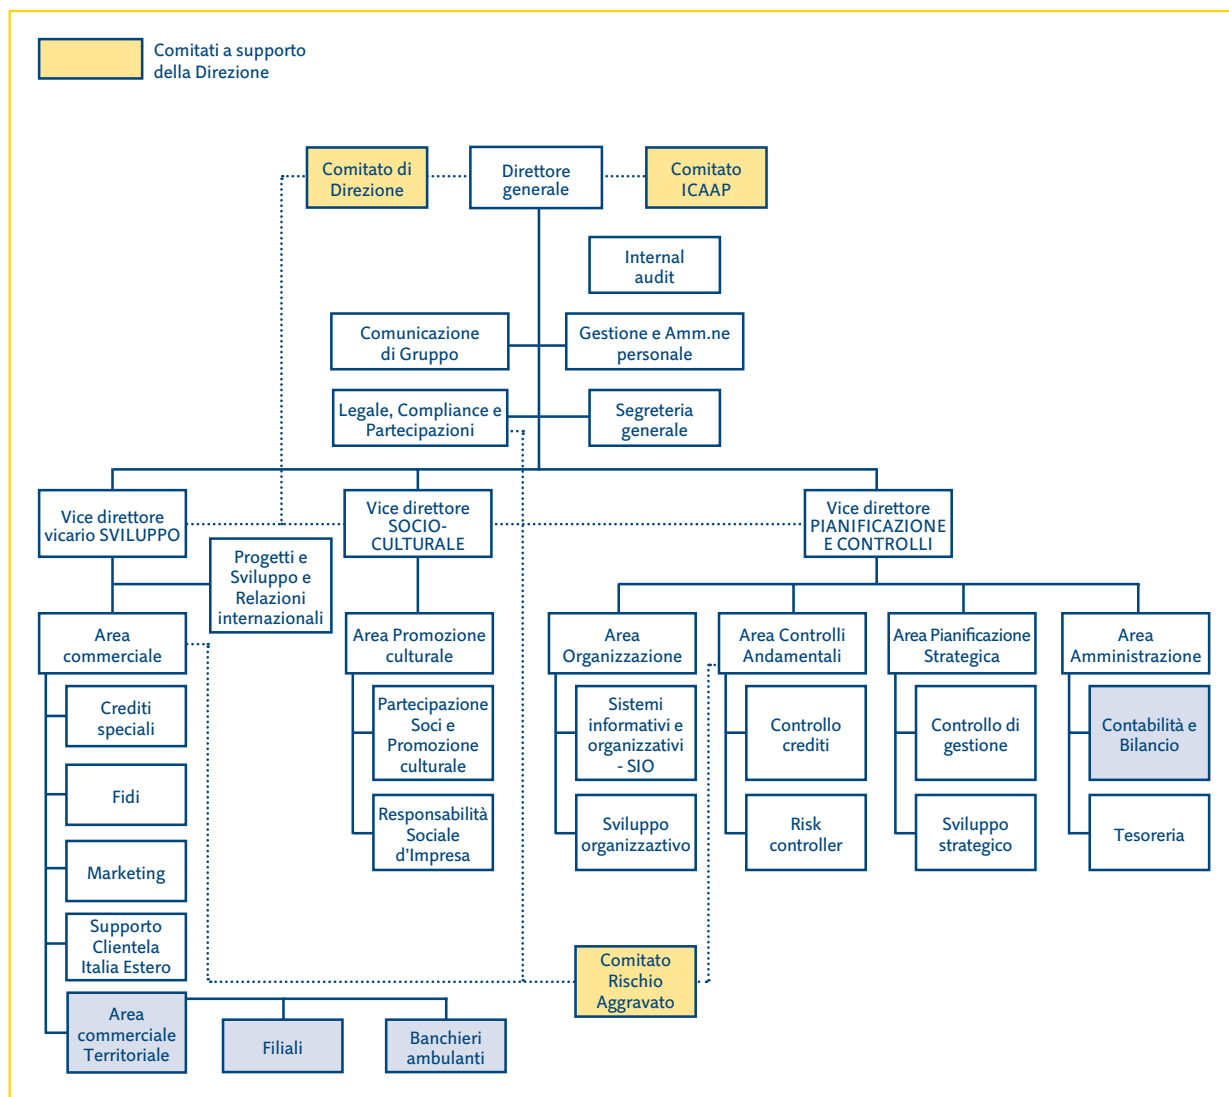 Comitati a supporto
della Direzione
Comitato di
Direzione
Direttore
generale
Comitato
ICAAP
Internal
audit
Comunicazione
di Gruppo
Gestione e Amm.ne
personale
Legale, Compliance e
Partecipazioni
Segreteria
generale
Vice direttore
vicario SVILUPPO
Vice direttore
SOCIO-
CULTURALE
Vice direttore
PIANIFICAZIONE
E CONTROLLI
Progetti e
Sviluppo e
Relazioni
internazionali
Area
commerciale
Area Promozione
culturale
Area
Organizzazione
Area Controlli
Andamentali
Area Pianificazione
Strategica
Area
Amministrazione
Crediti
speciali
Partecipazione
Soci e
Promozione
culturale
Sistemi
informativi e
organizzativi
- SIO
Controllo
crediti
Controllo di
gestione
Contabilità e
Bilancio
Fidi
Responsabilità
Sociale
d'Impresa
Sviluppo
organizzaztivo
Risk
controller
Sviluppo
strategico
Tesoreria
Marketing
Supporto
Clientela
Italia Estero
Comitato
Rischio
Aggravato
Area
commerciale
Territoriale
Filiali
Banchieri
ambulanti